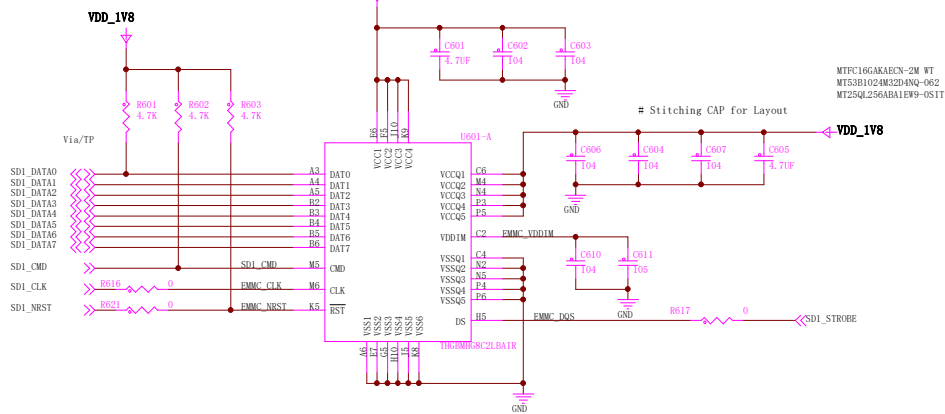 VDD_1V8
C601
4.7UF
C602
104
C603
104
GND
MTFC16GAKAECN-2M WT
MT53B1024M32D4NQ-062
MT25QL256ABA1EW9-0SIT
R601
4.7K
R602
4.7K
R603
4.7K
# Stitching CAP for Layout
VDD_1V8
Via/TP
E6
F5
J10
K9
U601-A
VCC1
VCC2
VCC3
VCC4
C606
104
C604
104
C607
104
C605
4.7UF
GND
SD1_DATA0
SD1_DATA1
SD1_DATA2
SD1_DATA3
SD1_DATA4
SD1_DATA5
SD1_DATA6
SD1_DATA7
A3
A4
A5
B2
B3
B4
B5
B6
DAT0
DAT1
DAT2
DAT3
DAT4
DAT5
DAT6
DAT7
VCCQ1
VCCQ2
VCCQ3
VCCQ4
VCCQ5
C6
M4
N4
P3
P5
VDDIM
C2
EMMC_VDDIM
C610
104
C611
105
GND
SD1_CMD
SD1_CMD
M5
CMD
SD1_CLK
R616
0
EMMC_CLK
M6
CLK
SD1_NRST
R621
0
EMMC_NRST
K5
RST
VSSQ1
VSSQ2
VSSQ3
VSSQ4
VSSQ5
C4
N2
N5
P4
P6
DS
H5
EMMC_DQS
R617
0
SD1_STROBE
VSS1
VSS2
VSS3
VSS4
VSS5
VSS6
A6
E7
G5
H10
J5
K8
THGBMHG8C2LBAIR
GND